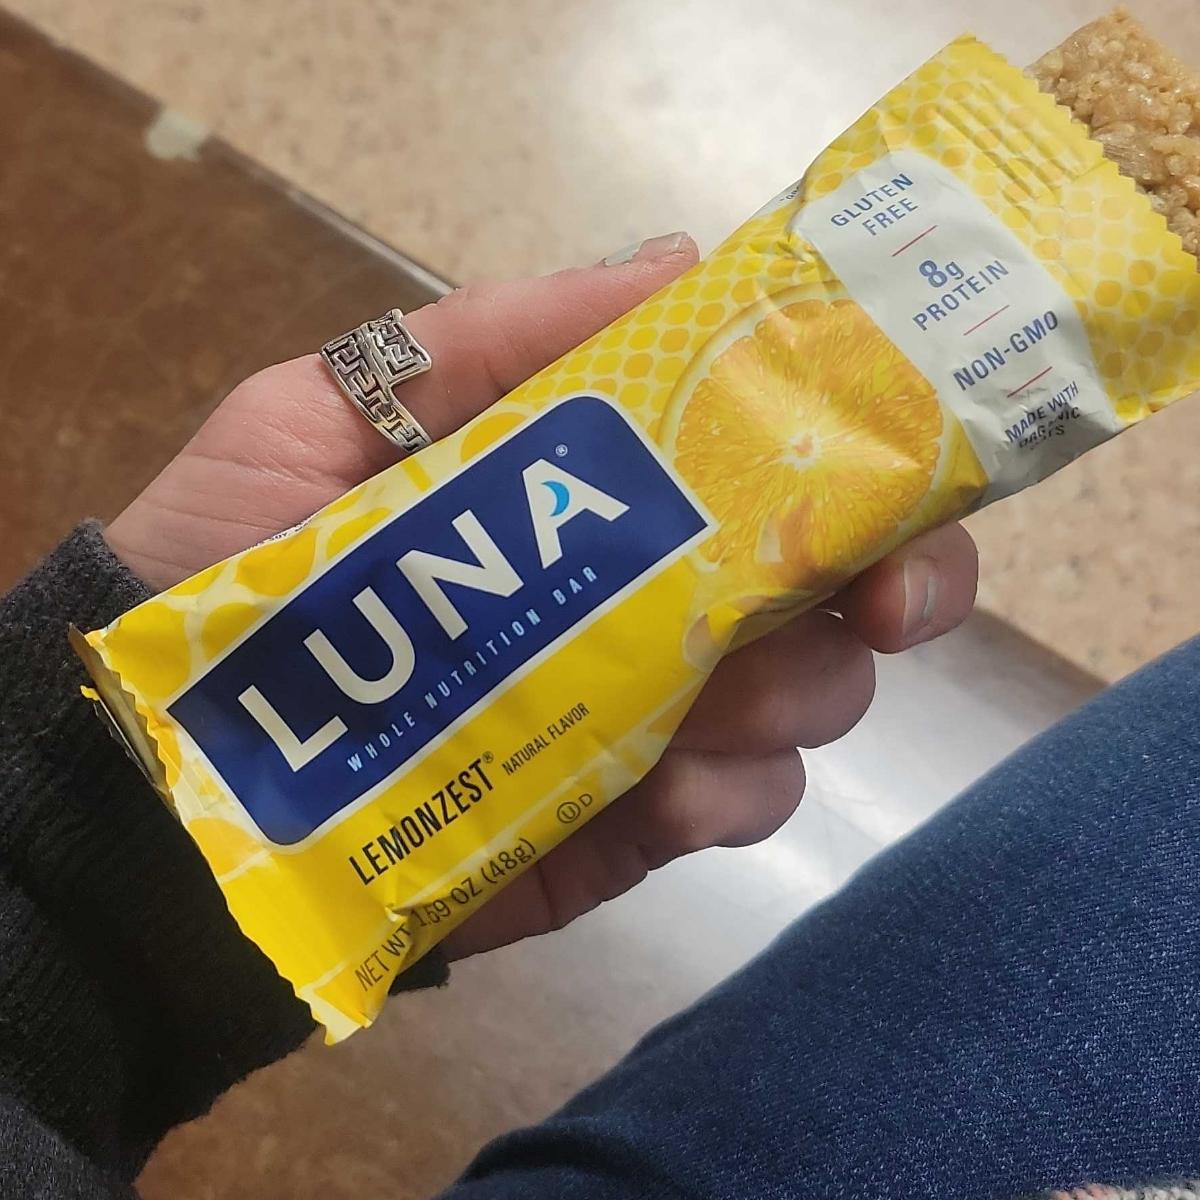 GLUTEN
FREE
8g
PROTEIN
NON-GMO
MADE WITH
LUNA®
WHOLE NUTRITION BAR
LEMONZEST® NATURAL FLAVOR
NET WT 1.69 OZ (48g) U D